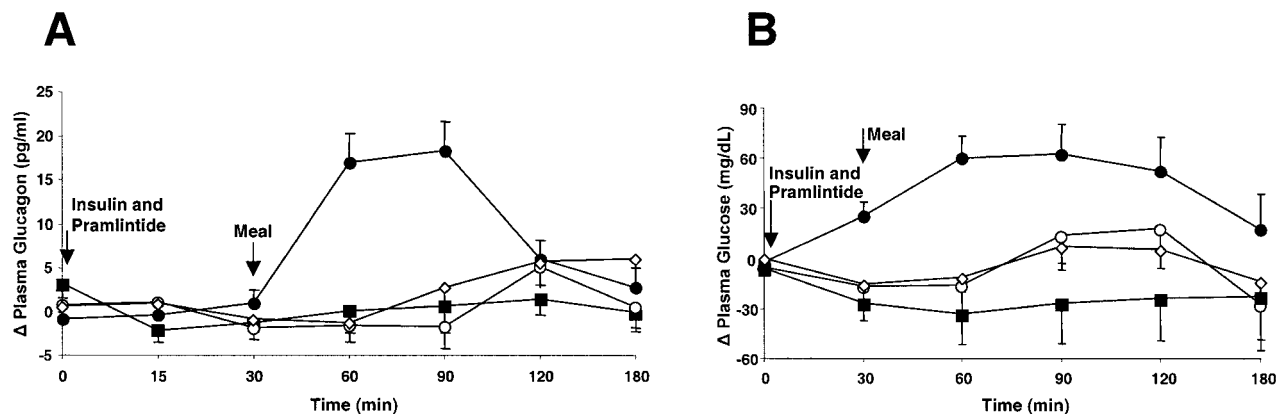 A
Δ Plasma Glucagon (pg/ml)
25
20
15
10
5
0
-5
Insulin and
Pramlintide
Meal
0 15 30 60 90 120 180
Time (min)
B
Δ Plasma Glucose (mg/dL)
90
60
30
0
-30
-60
Meal
Insulin and
Pramlintide
0 30 60 90 120 180
Time (min)